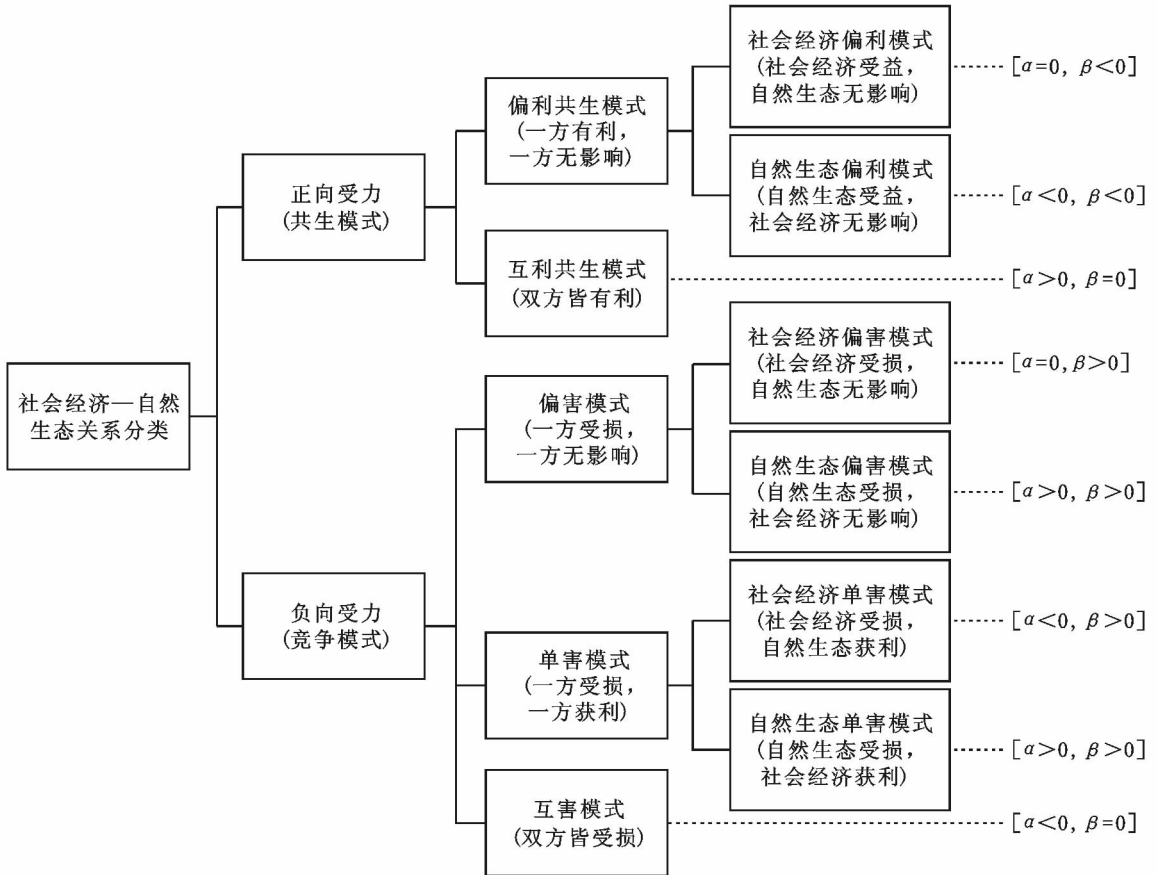 社会经济—自然
生态关系分类
正向受力
(共生模式)
偏利共生模式
(一方有利，
一方无影响)
社会经济偏利模式
(社会经济受益，
自然生态无影响)
[α=0, β<0]
自然生态偏利模式
(自然生态受益，
社会经济无影响)
[α<0, β<0]
互利共生模式
(双方皆有利)
[α>0, β=0]
负向受力
(竞争模式)
偏害模式
(一方受损，
一方无影响)
社会经济偏害模式
(社会经济受损，
自然生态无影响)
[α=0, β>0]
自然生态偏害模式
(自然生态受损，
社会经济无影响)
[α>0, β>0]
单害模式
(一方受损，
一方获利)
社会经济单害模式
(社会经济受损，
自然生态获利)
[α<0, β>0]
自然生态单害模式
(自然生态受损，
社会经济获利)
[α>0, β>0]
互害模式
(双方皆受损)
[α<0, β=0]